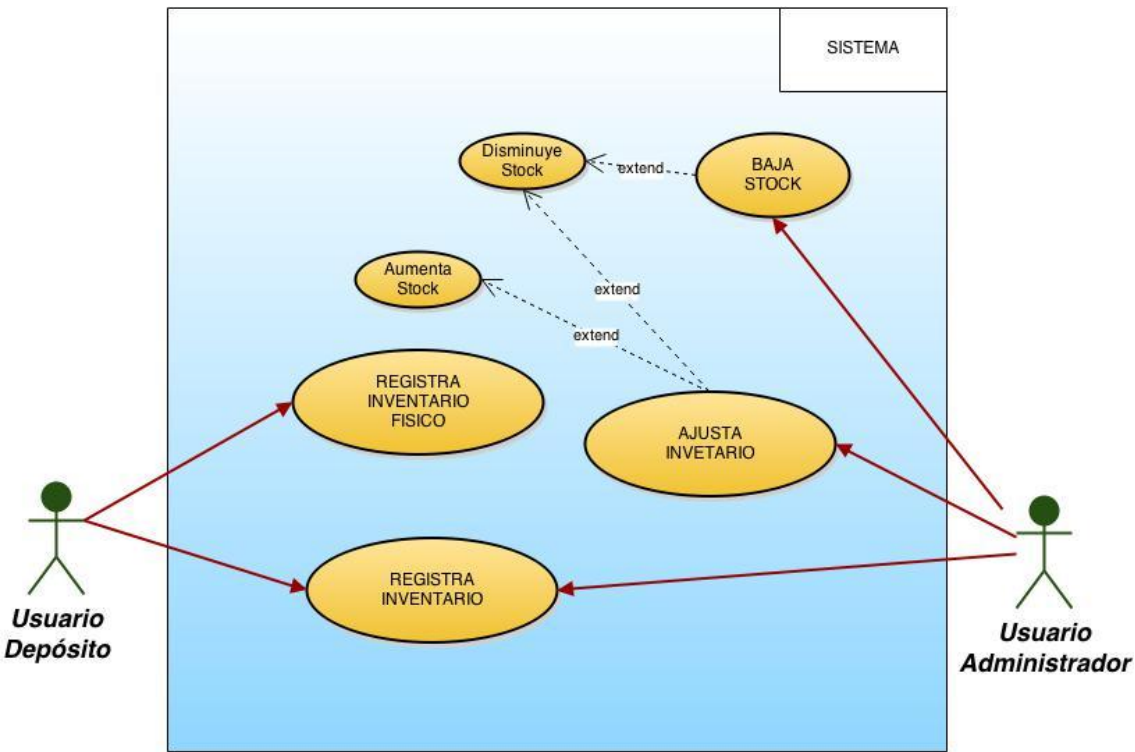 SISTEMA
Disminuye
Stock
extend
BAJA
STOCK
Aumenta
Stock
extend
extend
REGISTRA
INVENTARIO
FISICO
AJUSTA
INVETARIO
REGISTRA
INVENTARIO
Usuario
Depósito
Usuario
Administrador